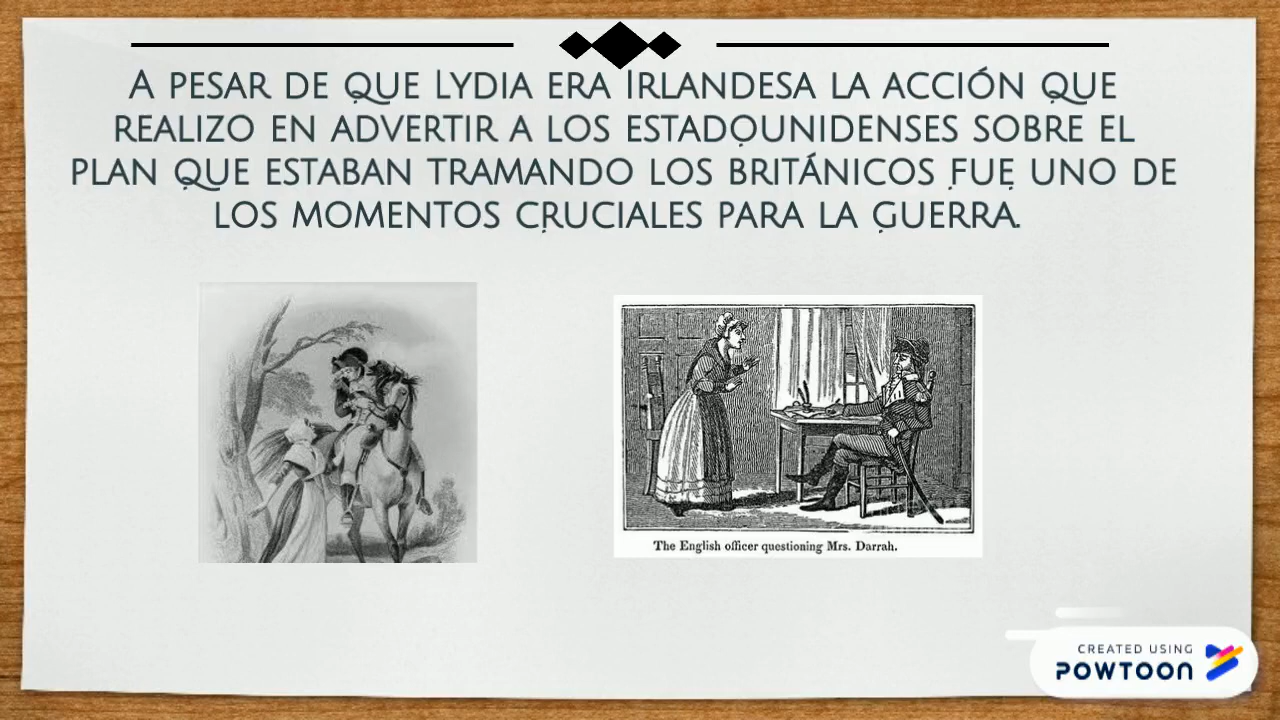 A pesar de que Lydia era Irlandesa la acción que
realizo en advertir a los estadounidenses sobre el
plan que estaban tramando los británicos fue uno de
los momentos cruciales para la guerra.
The English officer questioning Mrs. Darrah.
CREATED USING
POWTOON